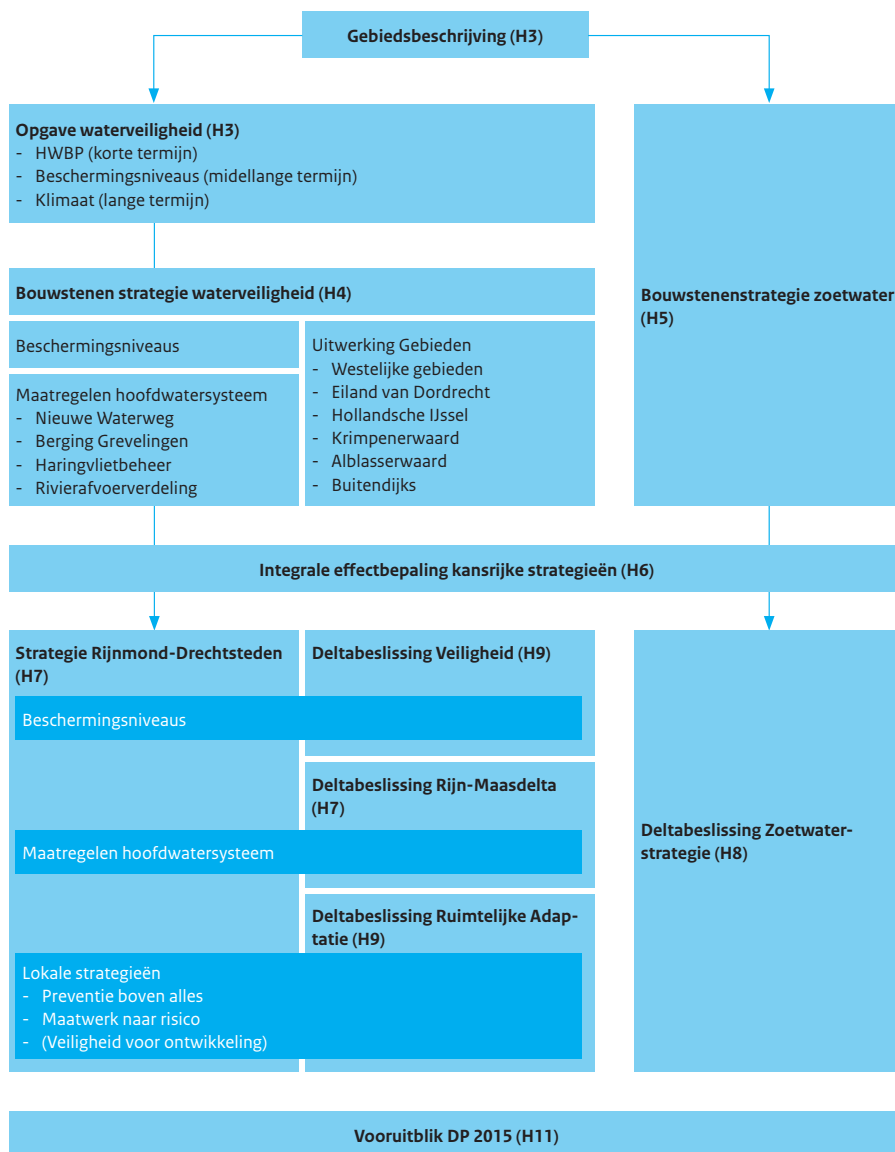 Gebiedsbeschrijving (H3)
Opgave waterveiligheid (H3)
- HWBP (korte termijn)
- Beschermingsniveaus (midellange termijn)
- Klimaat (lange termijn)
Bouwstenen strategie waterveiligheid (H4)
Beschermingsniveaus
Maatregelen hoofdwatersysteem
- Nieuwe Waterweg
- Berging Grevelingen
- Haringvlietbeheer
- Rivierafvoerverdeling
Uitwerking Gebieden
- Westelijke gebieden
- Eiland van Dordrecht
- Hollandsche IJssel
- Krimpenerwaard
- Alblasserwaard
- Buitendijks
Bouwstenenstrategie zoetwater
(H5)
Integrale effectbepaling kansrijke strategieën (H6)
Strategie Rijnmond-Drechtsteden
(H7)
Deltabeslissing Veiligheid (H9)
Beschermingsniveaus
Deltabeslissing Rijn-Maasdelta
(H7)
Maatregelen hoofdwatersysteem
Deltabeslissing Ruimtelijke Adap-
tatie (H9)
Lokale strategieën
- Preventie boven alles
- Maatwerk naar risico
- (Veiligheid voor ontwikkeling)
Deltabeslissing Zoetwater-
strategie (H8)
Vooruitblik DP 2015 (H11)